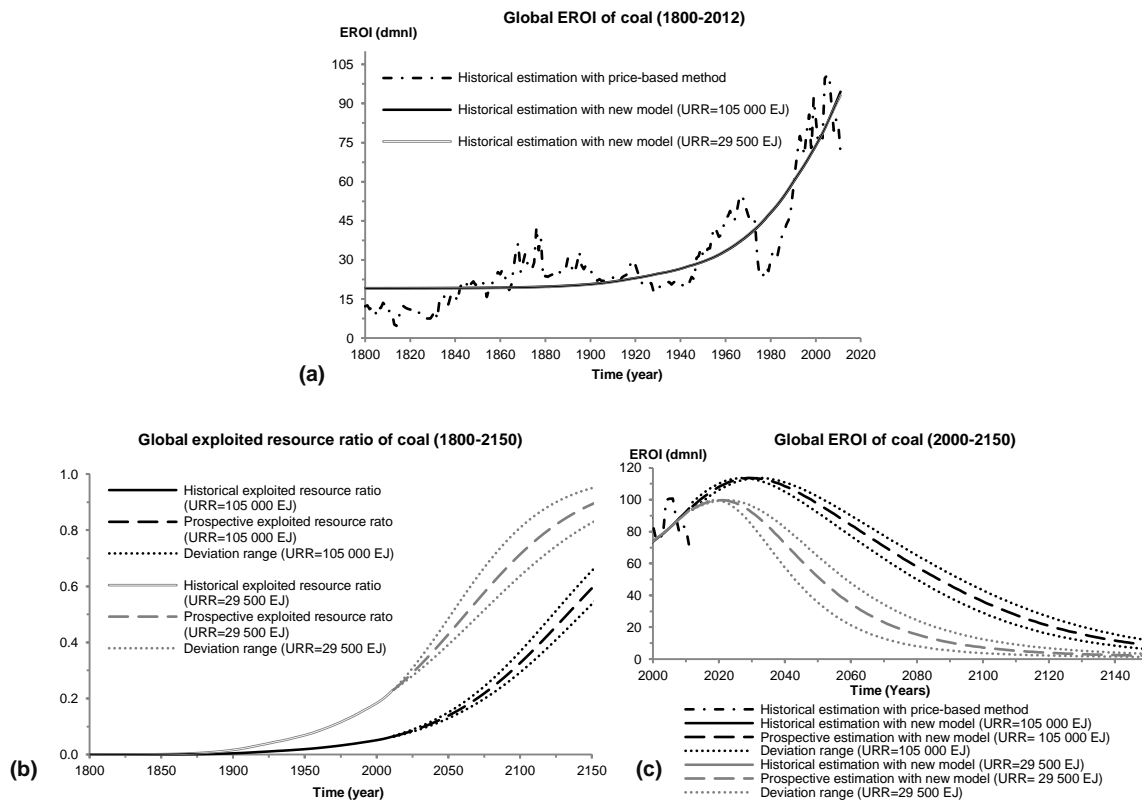 Global EROI of coal (1800-2012)
EROI (dmnl)
105
90
75
60
45
30
15
0
Historical estimation with price-based method
Historical estimation with new model (URR=105 000 EJ)
Historical estimation with new model (URR=29 500 EJ)
1800 1820 1840 1860 1880 1900 1920 1940 1960 1980 2000 2020
Time (year)
(a)
Global exploited resource ratio of coal (1800-2150)
1.0
0.8
0.6
0.4
0.2
0.0
Historical exploited resource ratio
(URR=105 000 EJ)
Prospective exploited resource ratio
(URR=105 000 EJ)
Deviation range (URR=105 000 EJ)
Historical exploited resource ratio
(URR=29 500 EJ)
Prospective exploited resource ratio
(URR=29 500 EJ)
Deviation range (URR=29 500 EJ)
1800 1850 1900 1950 2000 2050 2100 2150
Time (year)
(b)
Global EROI of coal (2000-2150)
EROI (dmnl)
120
100
80
60
40
20
0
2000 2020 2040 2060 2080 2100 2120 2140
Time (Years)
Historical estimation with price-based method
Historical estimation with new model (URR=105 000 EJ)
Prospective estimation with new model (URR= 105 000 EJ)
Deviation range (URR=105 000 EJ)
Historical estimation with new model (URR=29 500 EJ)
Prospective estimation with new model (URR= 29 500 EJ)
Deviation range (URR=29 500 EJ)
(c)